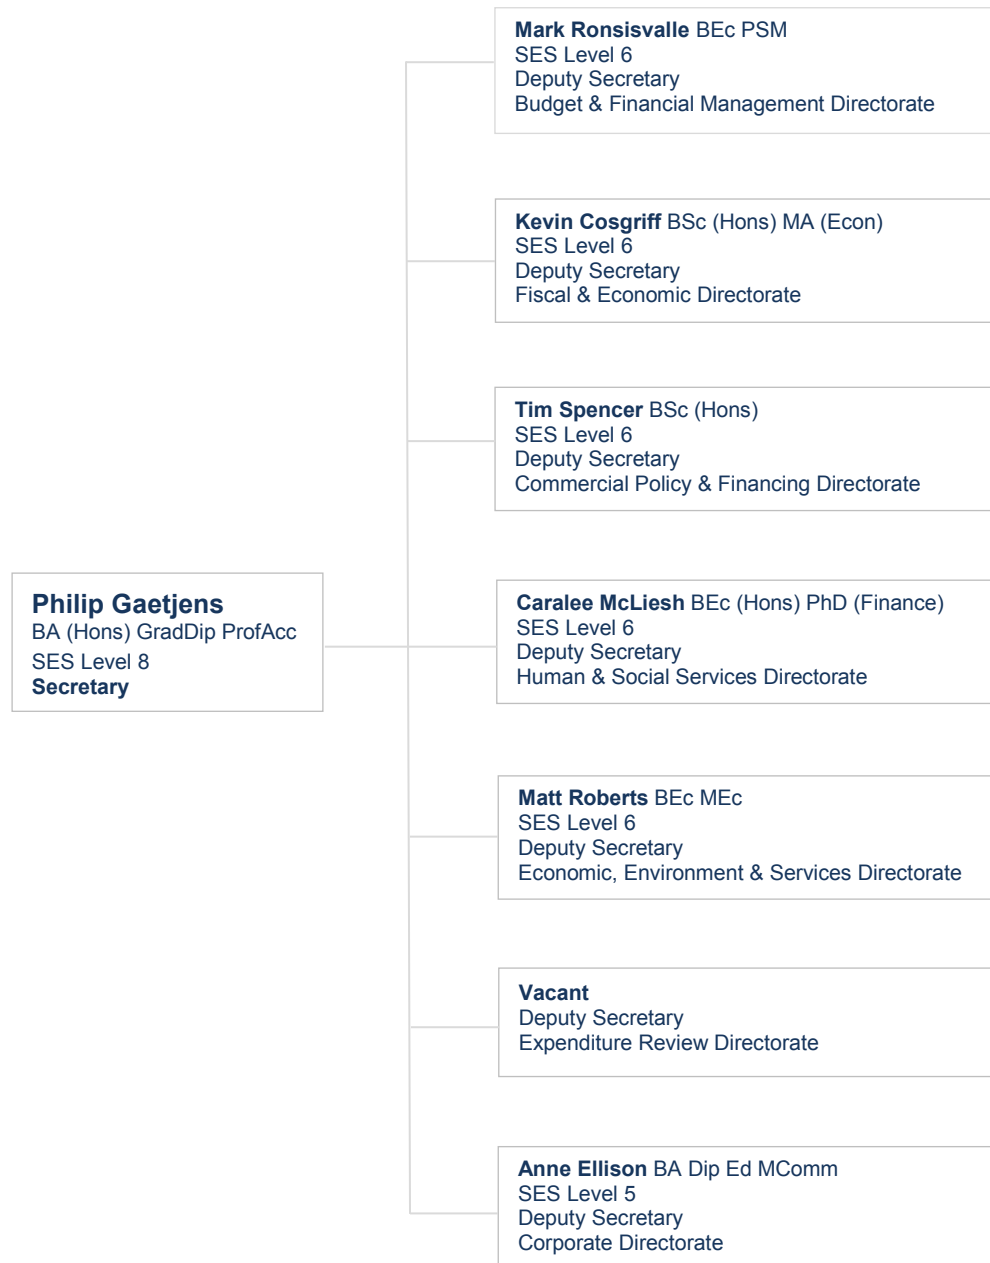 Mark Ronsisvalle BEc PSM
SES Level 6
Deputy Secretary
Budget & Financial Management Directorate
Kevin Cosgriff BSc (Hons) MA (Econ)
SES Level 6
Deputy Secretary
Fiscal & Economic Directorate
Tim Spencer BSc (Hons)
SES Level 6
Deputy Secretary
Commercial Policy & Financing Directorate
Philip Gaetjens
BA (Hons) GradDip ProfAcc
SES Level 8
Secretary
Caralee McLiesh BEc (Hons) PhD (Finance)
SES Level 6
Deputy Secretary
Human & Social Services Directorate
Matt Roberts BEc MEc
SES Level 6
Deputy Secretary
Economic, Environment & Services Directorate
Vacant
Deputy Secretary
Expenditure Review Directorate
Anne Ellison BA Dip Ed MComm
SES Level 5
Deputy Secretary
Corporate Directorate